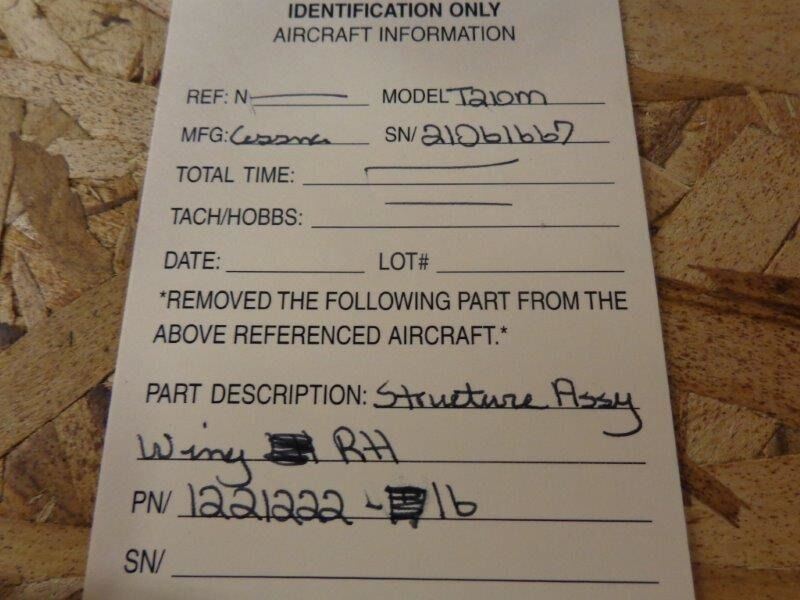 IDENTIFICATION ONLY
AIRCRAFT INFORMATION
REF: N MODEL T210M
MFG: Cessna SN/ 21061667
TOTAL TIME:
TACH/HOBBS:
DATE: LOT#
*REMOVED THE FOLLOWING PART FROM THE
ABOVE REFERENCED AIRCRAFT.*
PART DESCRIPTION: Structure Assy
Wing RH
PN/ 1221222 - 16
SN/